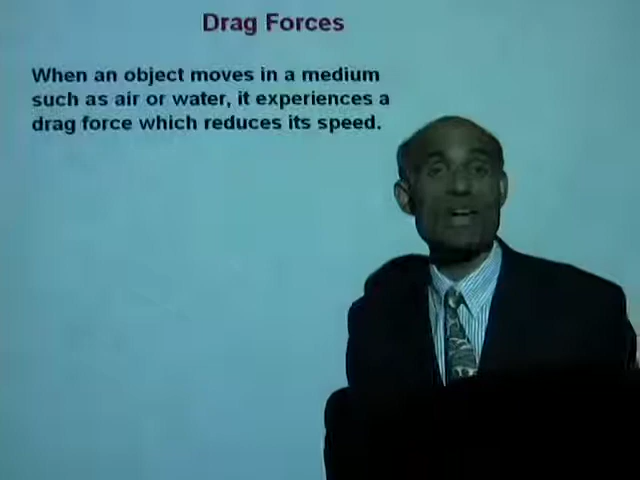 Drag Forces
When an object moves in a medium
such as air or water, it experiences a
drag force which reduces its speed.